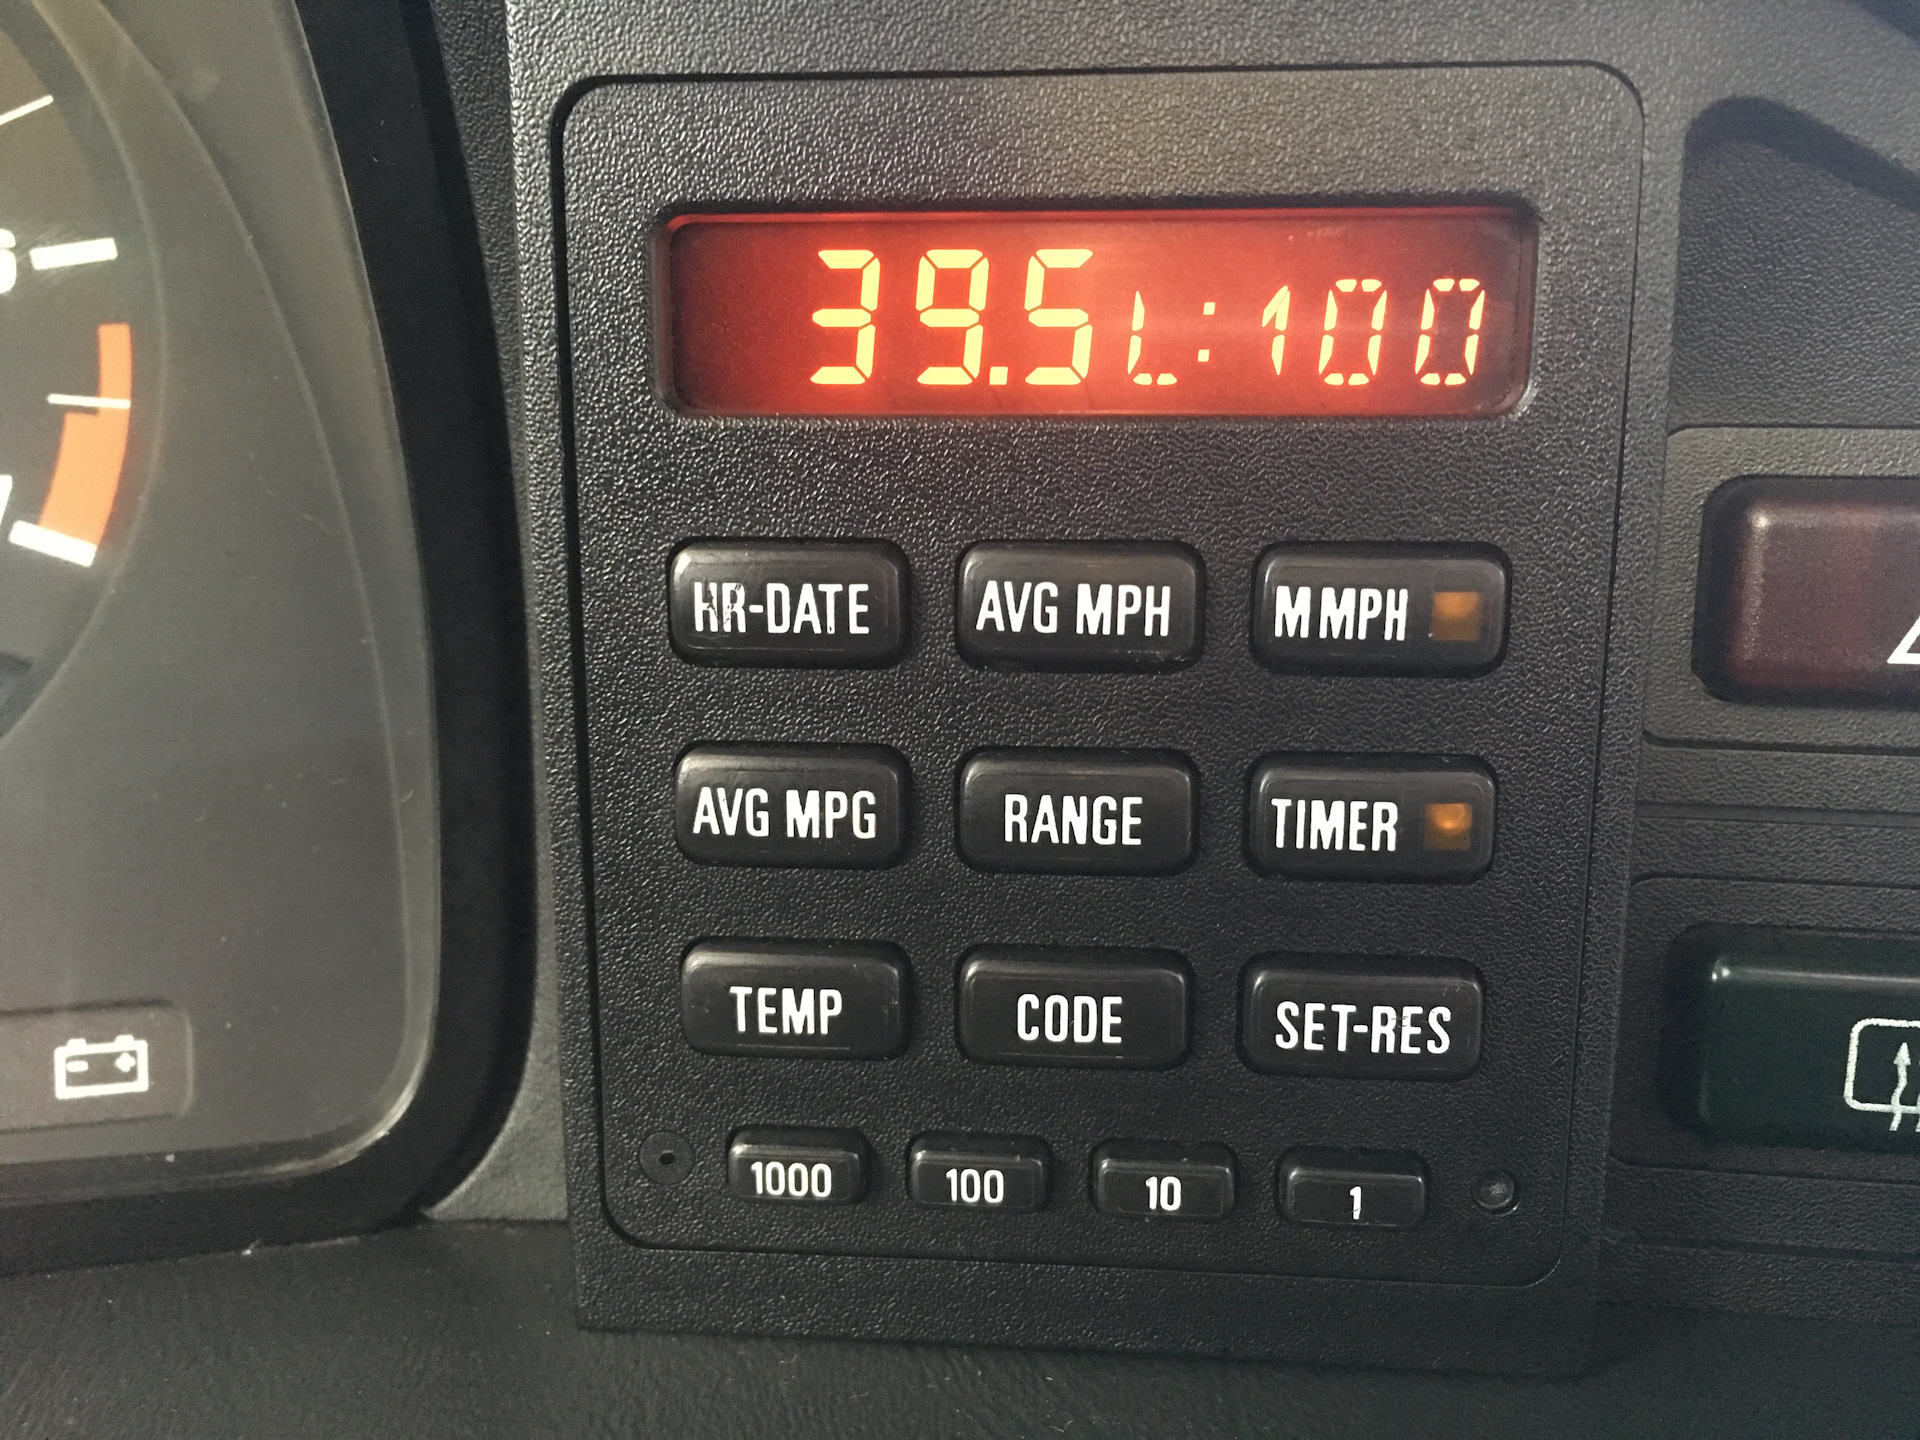 39.5 L:100
HR-DATE AVG MPH M MPH
AVG MPG RANGE TIMER
TEMP CODE SET-RES
1000 100 10 1